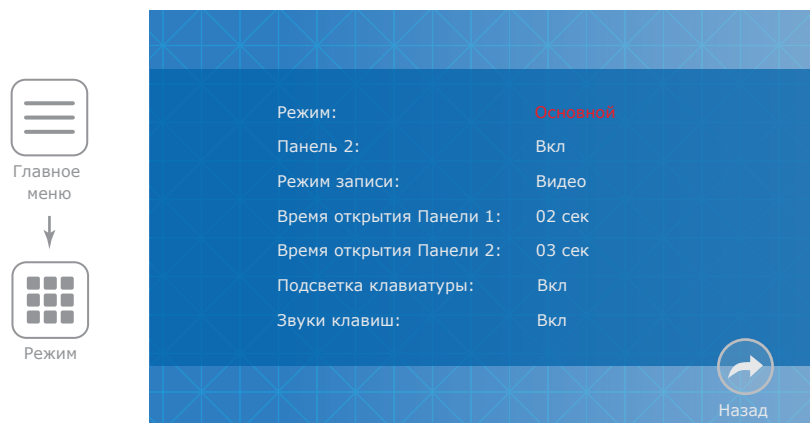 Главное
меню
Режим
Режим: Основной
Панель 2: Вкл
Режим записи: Видео
Время открытия Панели 1: 02 сек
Время открытия Панели 2: 03 сек
Подсветка клавиатуры: Вкл
Звуки клавиш: Вкл
Назад